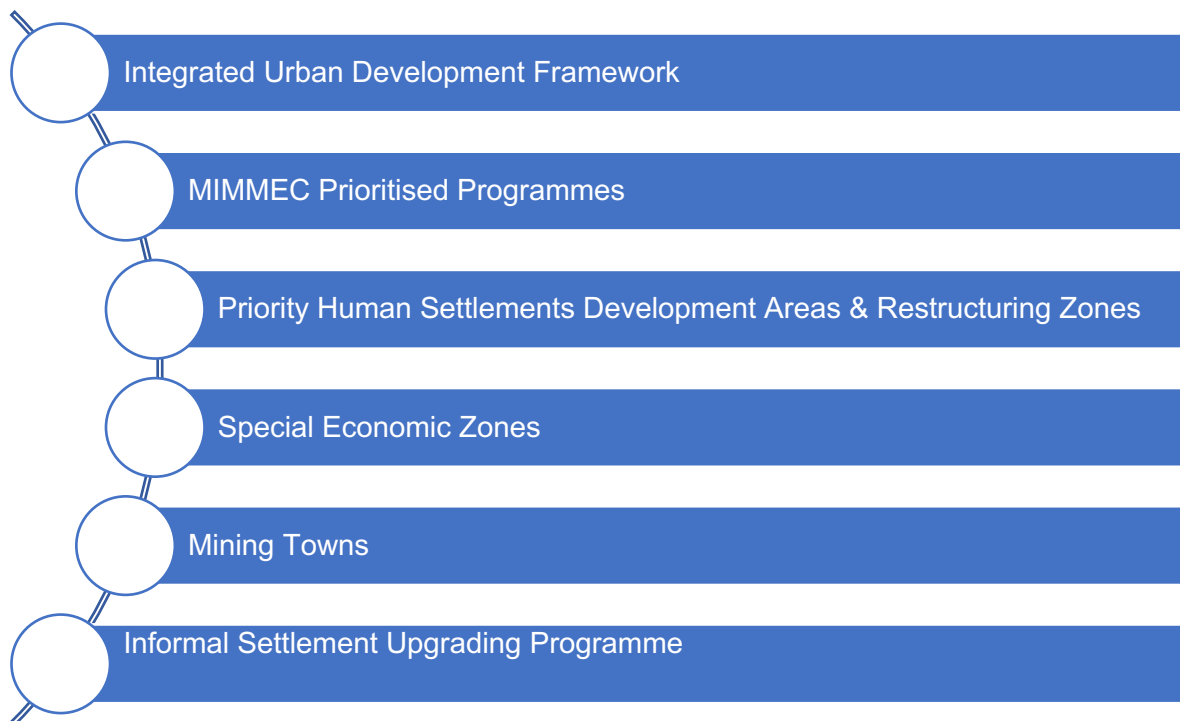 Integrated Urban Development Framework
MIMMEC Prioritised Programmes
Priority Human Settlements Development Areas & Restructuring Zones
Special Economic Zones
Mining Towns
Informal Settlement Upgrading Programme